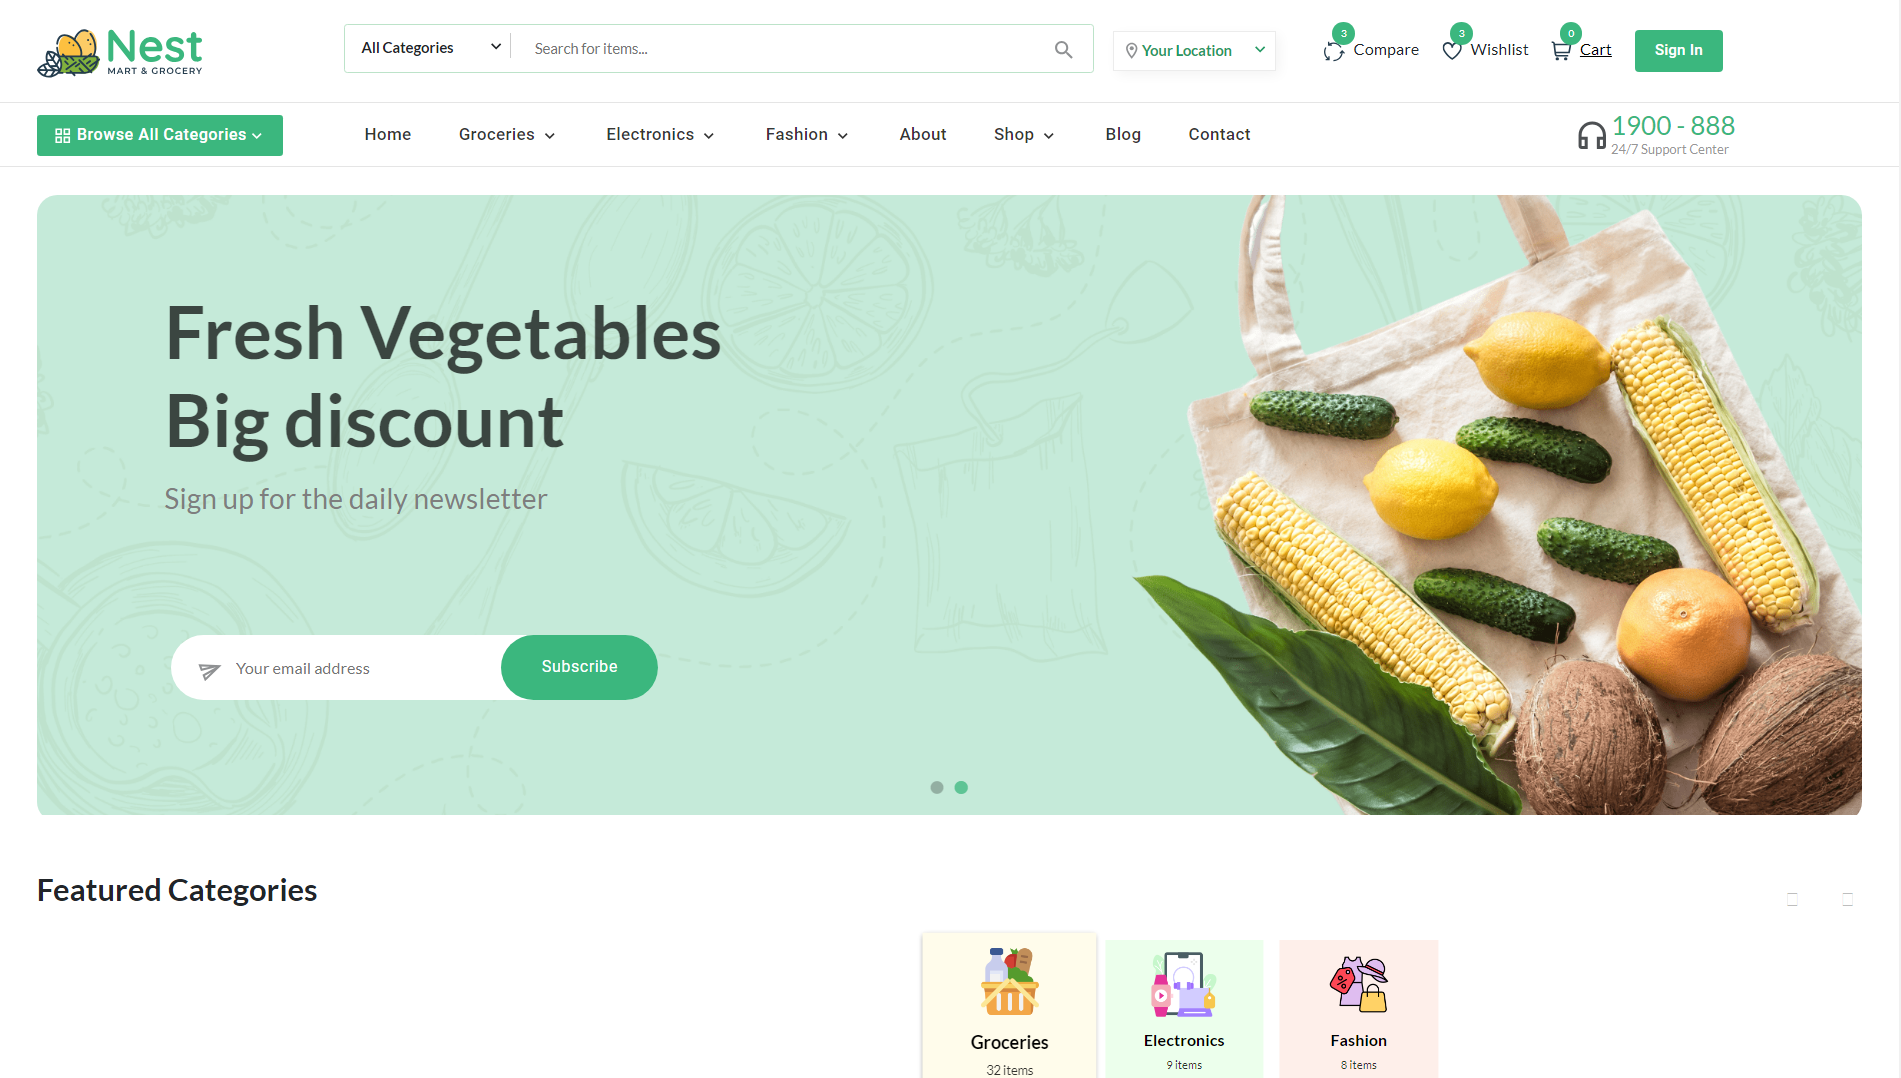 Nest
MART & GROCERY
All Categories
Search for items...
Your Location
3
Compare
3
Wishlist
0
Cart
Sign In
Browse All Categories
Home
Groceries
Electronics
Fashion
About
Shop
Blog
Contact
1900 - 888
24/7 Support Center
Fresh Vegetables
Big discount
Sign up for the daily newsletter
Your email address
Subscribe
Featured Categories
Groceries
32 items
Electronics
9 items
Fashion
8 items